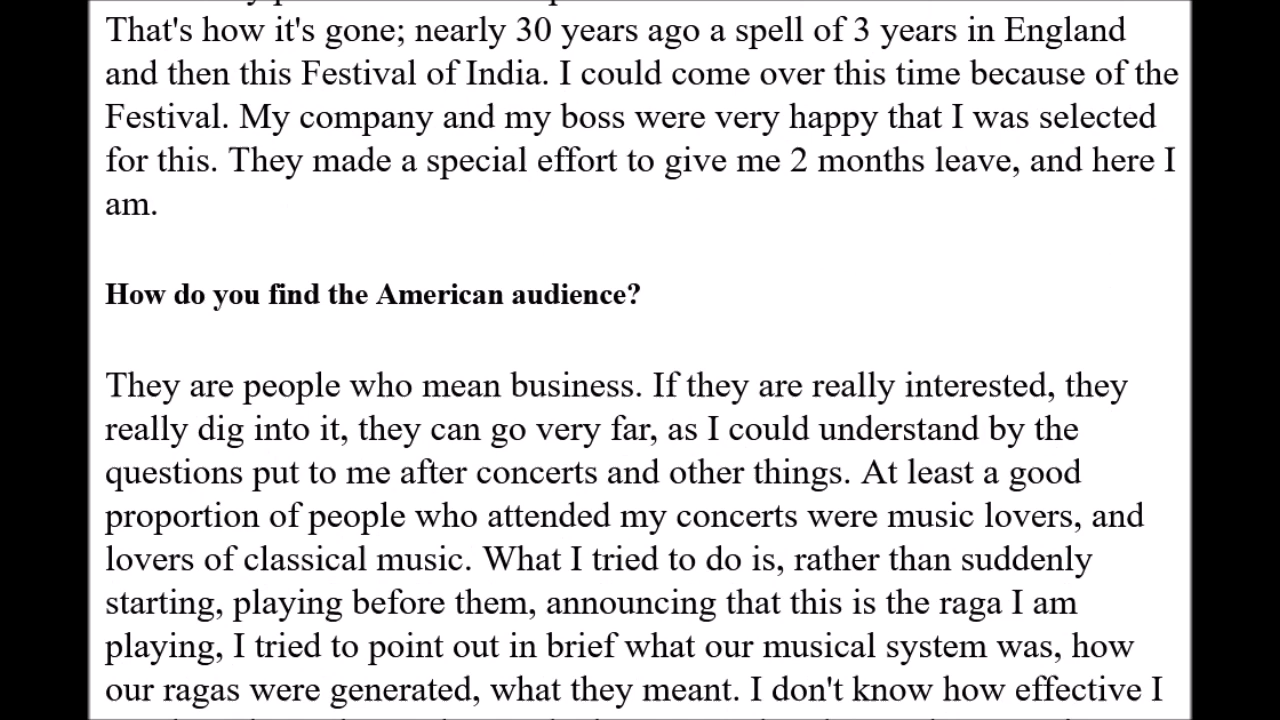 That's how it's gone; nearly 30 years ago a spell of 3 years in England
and then this Festival of India. I could come over this time because of the
Festival. My company and my boss were very happy that I was selected
for this. They made a special effort to give me 2 months leave, and here I
am.
How do you find the American audience?
They are people who mean business. If they are really interested, they
really dig into it, they can go very far, as I could understand by the
questions put to me after concerts and other things. At least a good
proportion of people who attended my concerts were music lovers, and
lovers of classical music. What I tried to do is, rather than suddenly
starting, playing before them, announcing that this is the raga I am
playing, I tried to point out in brief what our musical system was, how
our ragas were generated, what they meant. I don't know how effective I